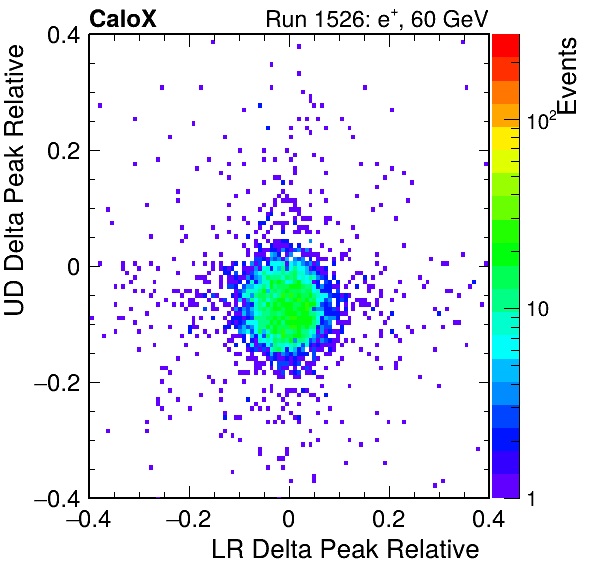 CaloX Run 1526: e⁺, 60 GeV
Events
UD Delta Peak Relative
0.4
0.2
0
−0.2
−0.4
−0.4 −0.2 0 0.2 0.4
LR Delta Peak Relative
10²
10
1